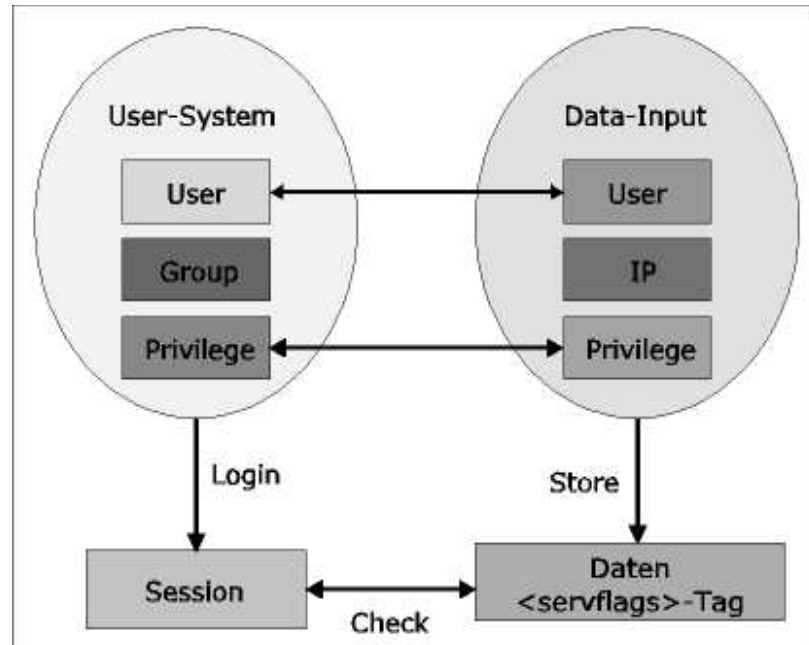 User-System
Data-Input
User
User
Group
IP
Privilege
Privilege
Login
Store
Session
Check
Daten
<servflags>-Tag